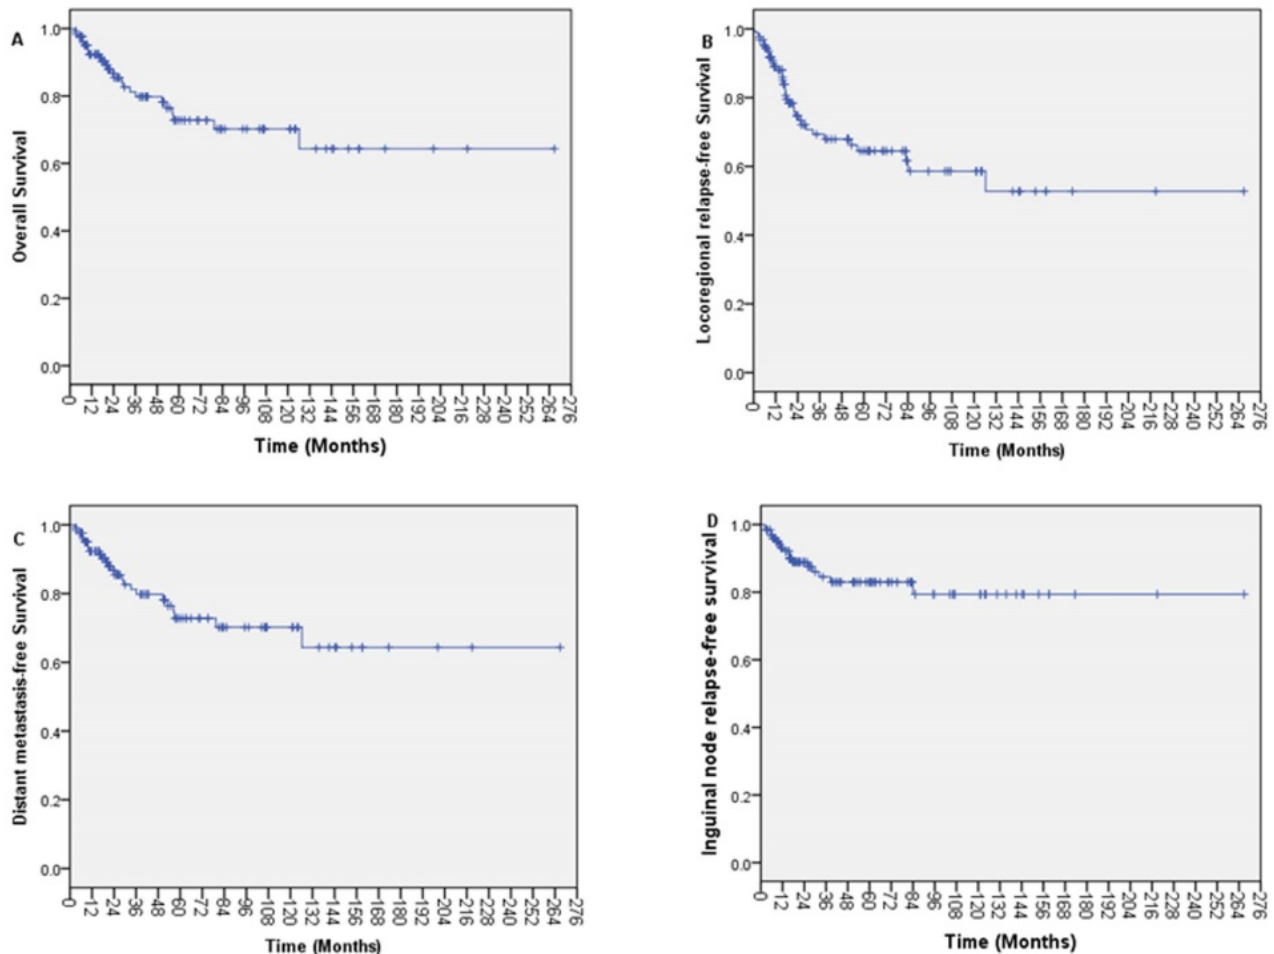 A
Overall Survival
1.0
0.8
0.6
0.4
0.2
0.0
0 12 24 36 48 60 72 84 96 108 120 132 144 156 168 180 192 204 216 228 240 252 264 276
Time (Months)
B
Locoregional relapse-free Survival
1.0
0.8
0.6
0.4
0.2
0.0
0 12 24 36 48 60 72 84 96 108 120 132 144 156 168 180 192 204 216 228 240 252 264 276
Time (Months)
C
Distant metastasis-free Survival
1.0
0.8
0.6
0.4
0.2
0.0
0 12 24 36 48 60 72 84 96 108 120 132 144 156 168 180 192 204 216 228 240 252 264 276
Time (Months)
D
Inguinal node relapse-free survival
1.0
0.8
0.6
0.4
0.2
0.0
0 12 24 36 48 60 72 84 96 108 120 132 144 156 168 180 192 204 216 228 240 252 264 276
Time (Months)